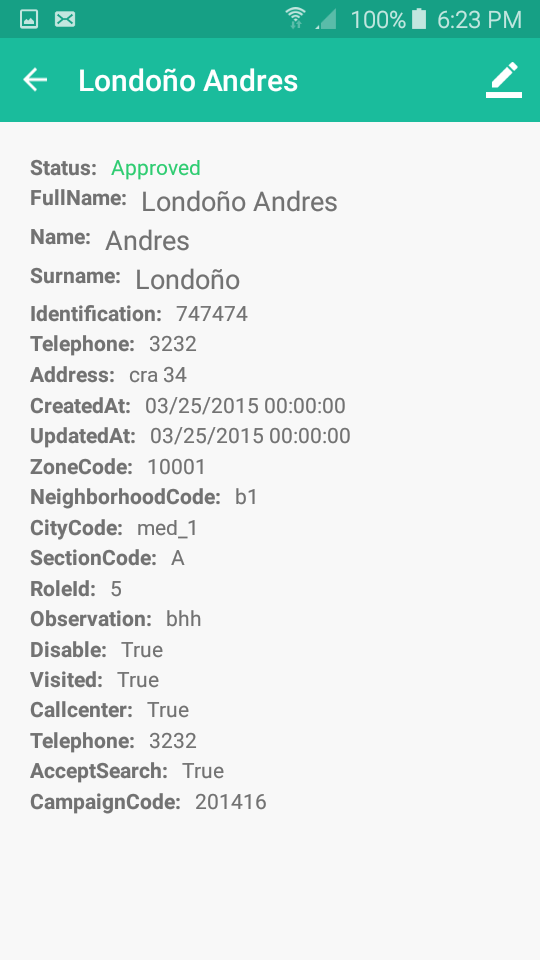 100% 6:23 PM
Londoño Andres
Status: Approved
FullName: Londoño Andres
Name: Andres
Surname: Londoño
Identification: 747474
Telephone: 3232
Address: cra 34
CreatedAt: 03/25/2015 00:00:00
UpdatedAt: 03/25/2015 00:00:00
ZoneCode: 10001
NeighborhoodCode: b1
CityCode: med_1
SectionCode: A
RoleId: 5
Observation: bhh
Disable: True
Visited: True
Callcenter: True
Telephone: 3232
AcceptSearch: True
CampaignCode: 201416